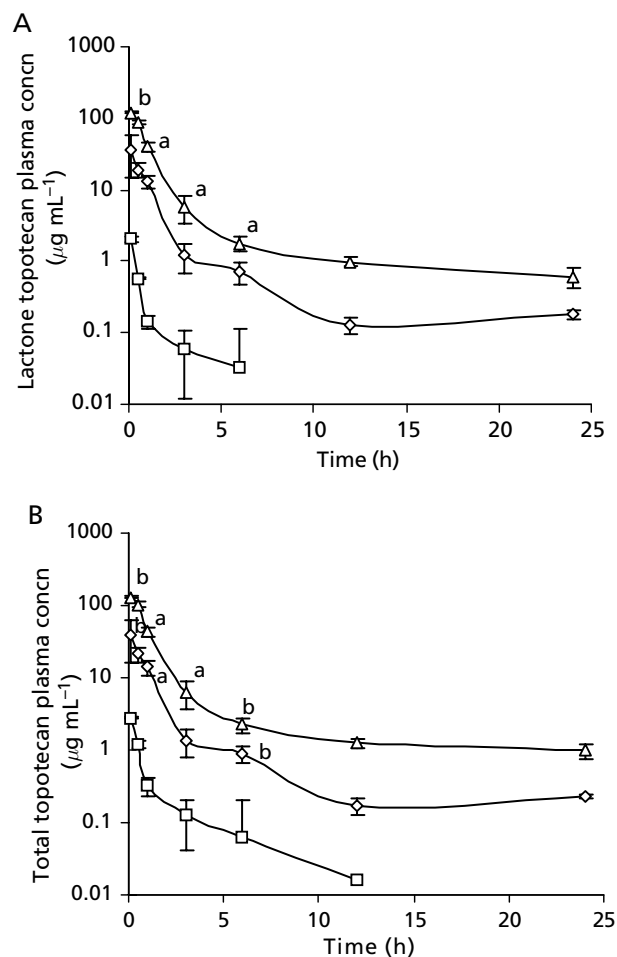 A
Lactone topotecan plasma concn
(μg mL⁻¹)
1000
100
10
1
0.1
0.01
b
a
a
a
0 5 10 15 20 25
Time (h)
B
Total topotecan plasma concn
(μg mL⁻¹)
1000
100
10
1
0.1
0.01
b
a
b
a
a
b
b
0 5 10 15 20 25
Time (h)